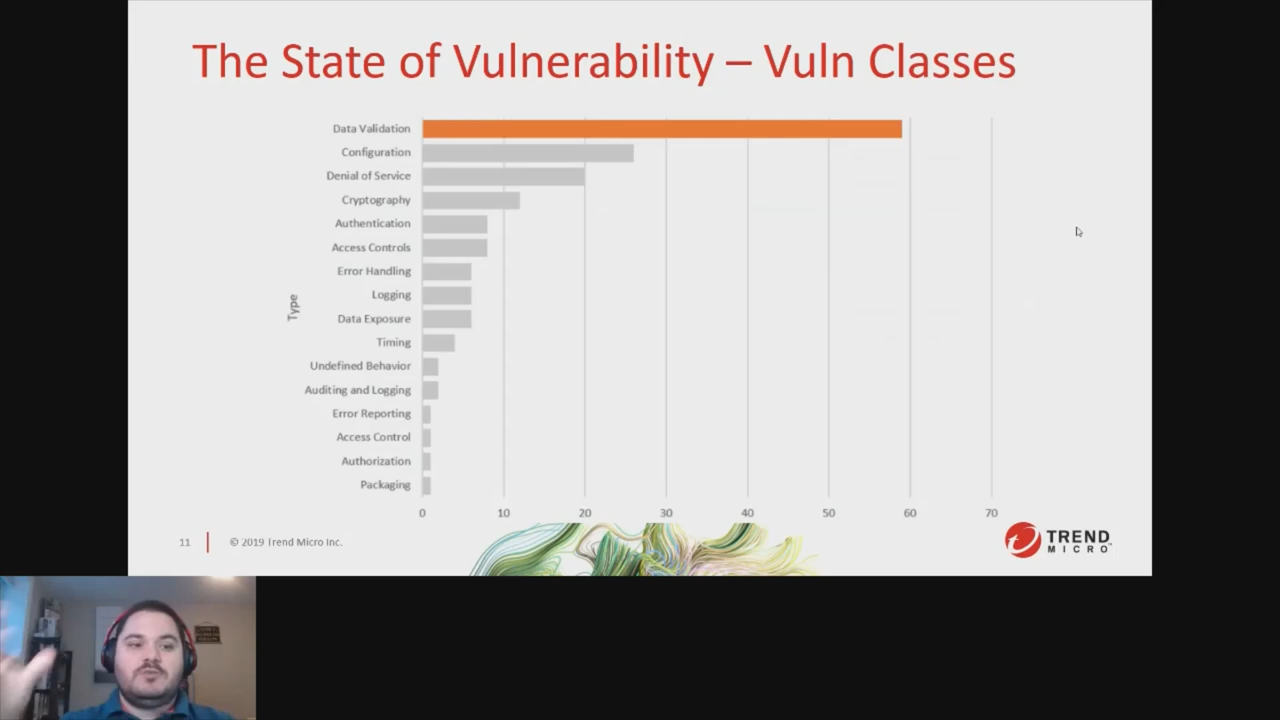 The State of Vulnerability – Vuln Classes
Type
Data Validation
Configuration
Denial of Service
Cryptography
Authentication
Access Controls
Error Handling
Logging
Data Exposure
Timing
Undefined Behavior
Auditing and Logging
Error Reporting
Access Control
Authorization
Packaging
0 10 20 30 40 50 60 70
11 © 2019 Trend Micro Inc.
TREND
MICRO™